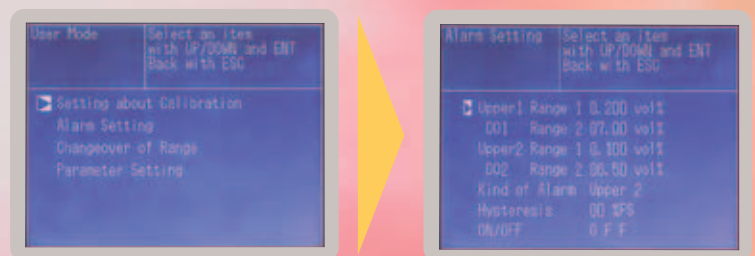 User Mode
Select an item
with UP/DOWN and ENT
Back with ESC
Setting about Calibration
Alarm Setting
Changeover of Range
Parameter Setting
Alarm Setting
Select an item
with UP/DOWN and ENT
Back with ESC
Upper1 Range 1 0.200 vol%
CO1 Range 2 07.00 vol%
Upper2 Range 1 0.100 vol%
CO2 Range 2 06.50 vol%
Kind of Alarm Upper 2
Hysteresis 00 %FS
ON/OFF OFF